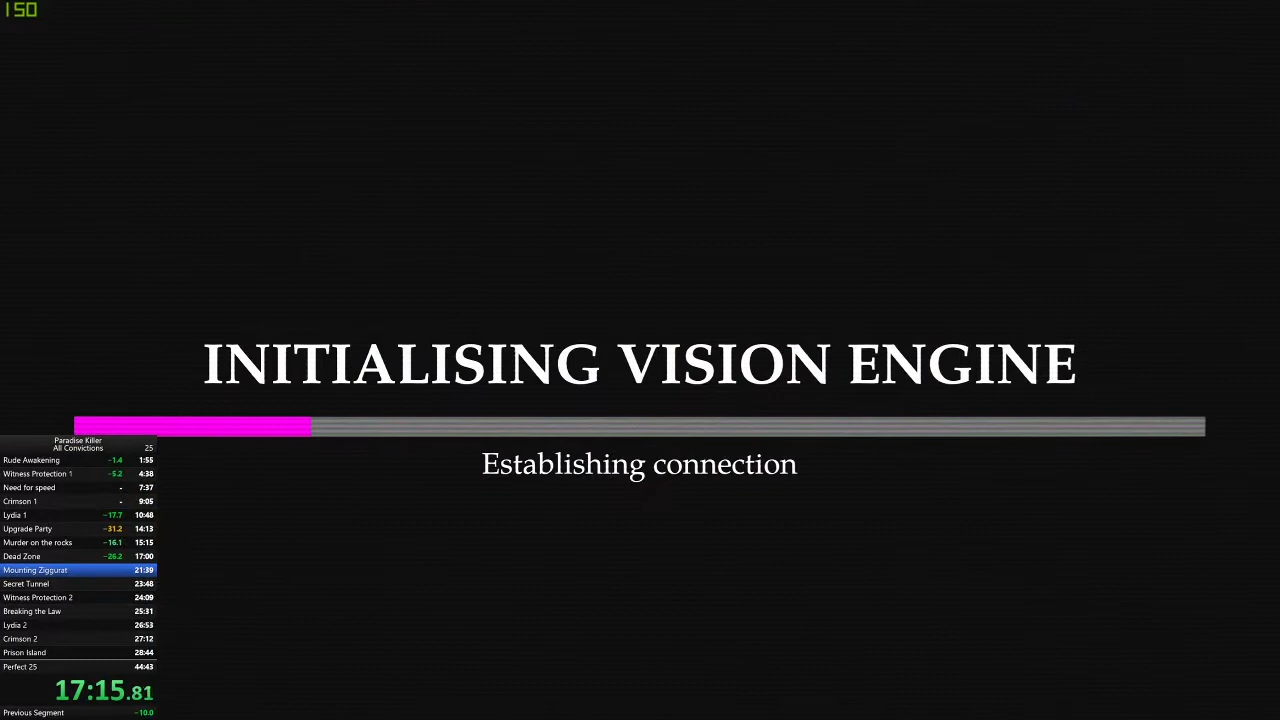 150
INITIALISING VISION ENGINE
Establishing connection
Paradise Killer
All Convictions 25
Rude Awakening −1.4 1:55
Witness Protection 1 −5.2 4:38
Need for speed - 7:37
Crimson 1 - 9:05
Lydia 1 −17.7 10:48
Upgrade Party −31.2 14:13
Murder on the rocks −16.1 15:15
Dead Zone −26.2 17:00
Mounting Ziggurat 21:39
Secret Tunnel 23:48
Witness Protection 2 24:09
Breaking the Law 25:31
Lydia 2 26:53
Crimson 2 27:12
Prison Island 28:44
Perfect 25 44:43
17:15.81
Previous Segment −10.0